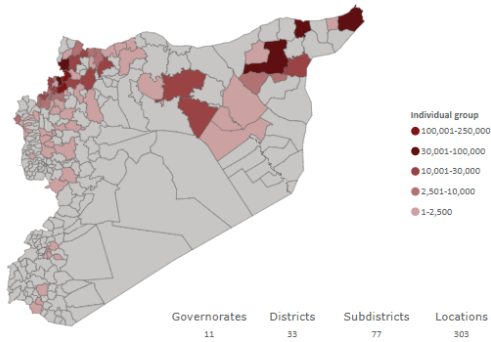 Individual group
100,001-250,000
30,001-100,000
10,001-30,000
2,501-10,000
1-2,500
Governorates Districts Subdistricts Locations
11 33 77 303